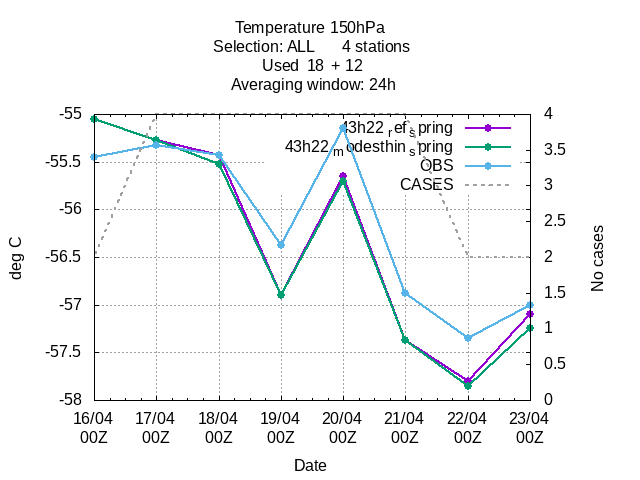 Temperature 150hPa
Selection: ALL 4 stations
Used 18 + 12
Averaging window: 24h
43h22_ref_spring
43h22_modesthin_spring
OBS
CASES
-55
-55.5
-56
-56.5
-57
-57.5
-58
4
3.5
3
2.5
2
1.5
1
0.5
0
deg C
No cases
16/04 17/04 18/04 19/04 20/04 21/04 22/04 23/04
00Z 00Z 00Z 00Z 00Z 00Z 00Z 00Z
Date